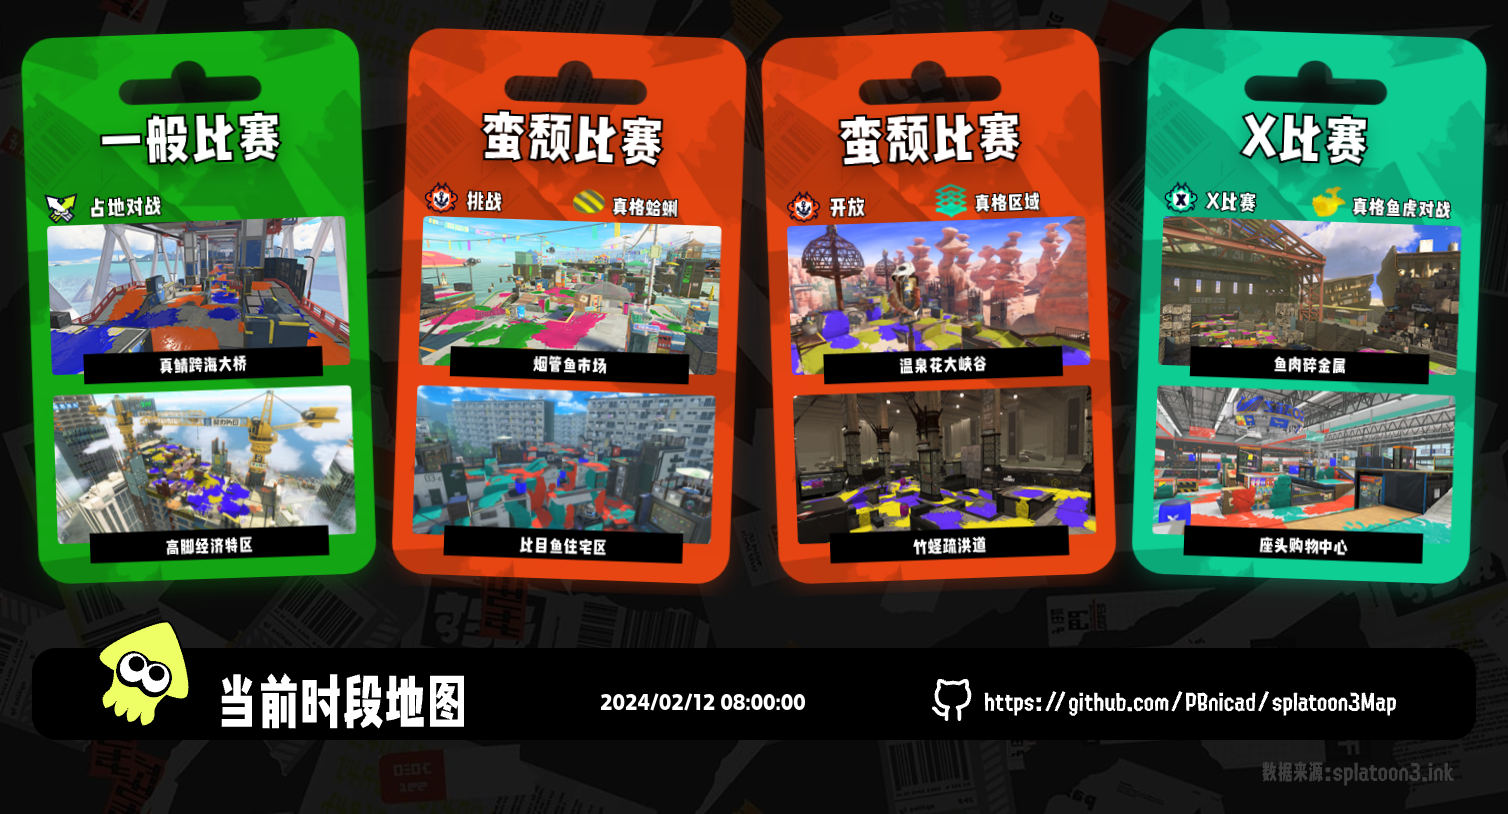 一般比赛
占地对战
真鲭跨海大桥
高脚经济特区
蛮颓比赛
挑战
真格蛤蜊
烟管鱼市场
比目鱼住宅区
蛮颓比赛
开放
真格区域
温泉花大峡谷
竹蛏疏洪道
X比赛
X比赛
真格鱼虎对战
鱼肉碎金属
座头购物中心
当前时段地图
2024/02/12 08:00:00
https://github.com/PBnicad/splatoon3Map
数据来源:splatoon3.ink